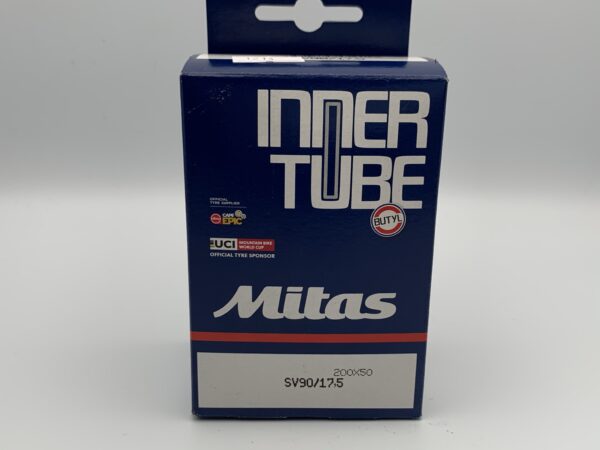 INNER
TUBE
BUTYL
OFFICIAL
TYRE SUPPLIER
CAPE
EPIC
UCI MOUNTAIN BIKE
WORLD CUP
OFFICIAL TYRE SPONSOR
Mitas
200X50
SV90/17,5